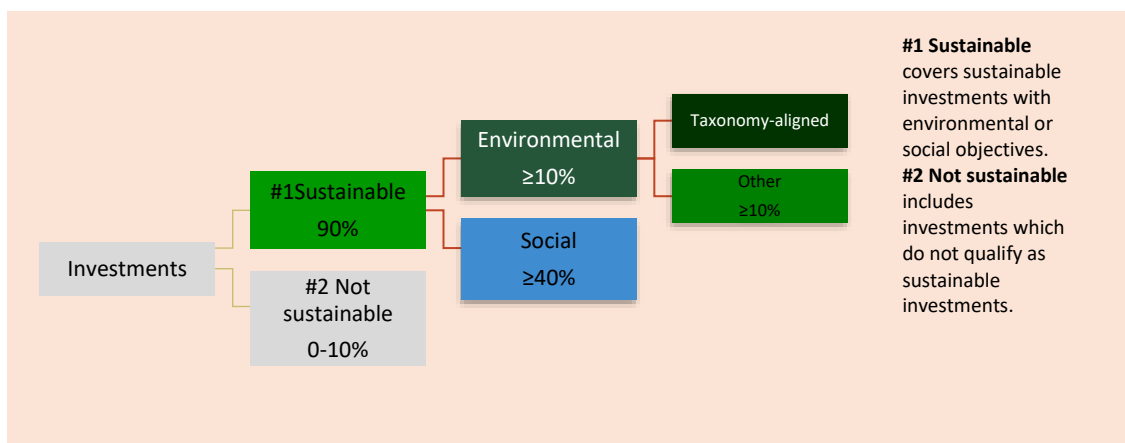 Investments
#1Sustainable
90%
#2 Not
sustainable
0-10%
Environmental
≥10%
Social
≥40%
Taxonomy-aligned
Other
≥10%
#1 Sustainable
covers sustainable
investments with
environmental or
social objectives.
#2 Not sustainable
includes
investments which
do not qualify as
sustainable
investments.